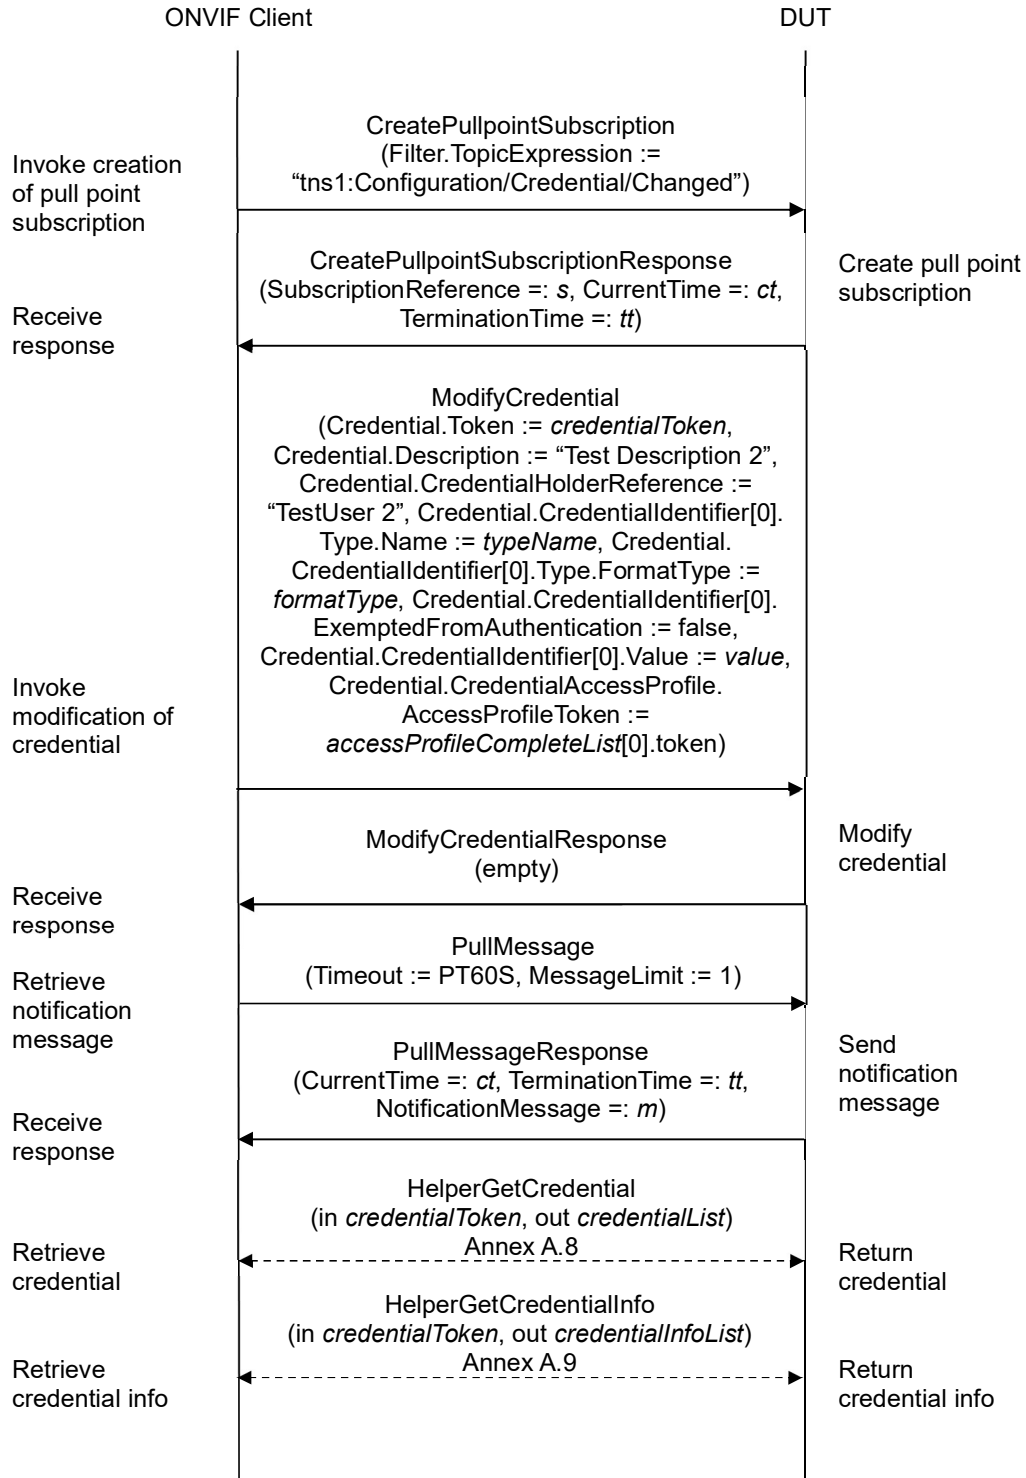 ONVIF Client
DUT
CreatePullpointSubscription
(Filter.TopicExpression :=
“tns1:Configuration/Credential1/Changed”)
Invoke creation
of pull point
subscription
CreatePullpointSubscriptionResponse
(SubscriptionReference =: s, CurrentTime =: ct,
TerminationTime =: tt)
Create pull point
subscription
Receive
response
ModifyCredential
(Credential.Token := credentialToken,
Credential.Description := “Test Description 2”,
Credential.CredentialHolderReference :=
“TestUser 2”, Credential.CredentialIdentifier[0].
Type.Name := typeName, Credential.
CredentialIdentifier[0].Type.FormatType :=
formatType, Credential.CredentialIdentifier[0].
ExemptedFromAuthentication := false,
Credential.CredentialIdentifier[0].Value := value,
Credential.CredentialAccessProfile.
AccessProfileToken :=
accessProfileCompleteList[0].token)
Invoke
modification of
credential
ModifyCredentialResponse
(empty)
Modify
credential
Receive
response
PullMessage
(Timeout := PT60S, MessageLimit := 1)
Retrieve
notification
message
PullMessageResponse
(CurrentTime =: ct, TerminationTime =: tt,
NotificationMessage =: m)
Send
notification
message
Receive
response
HelperGetCredential
(in credentialToken, out credentialList)
Annex A.8
Retrieve
credential
Return
credential
HelperGetCredentialInfo
(in credentialToken, out credentialInfoList)
Annex A.9
Retrieve
credential info
Return
credential info